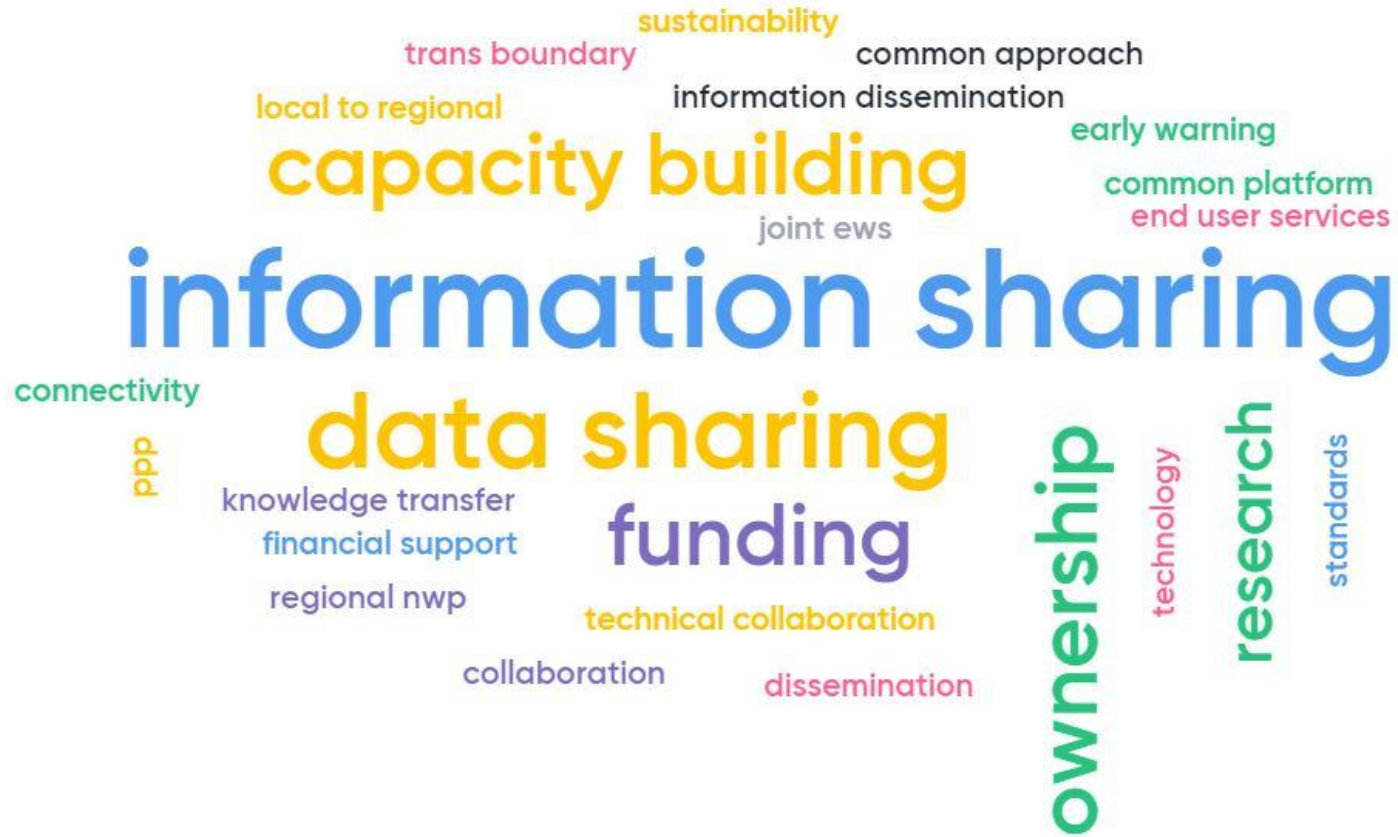 sustainability
trans boundary
common approach
information dissemination
local to regional
early warning
capacity building
common platform
end user services
joint ews
information sharing
connectivity
data sharing
ppp
knowledge transfer
financial support
funding
ownership
technology
research
standards
regional nwp
technical collaboration
collaboration
dissemination